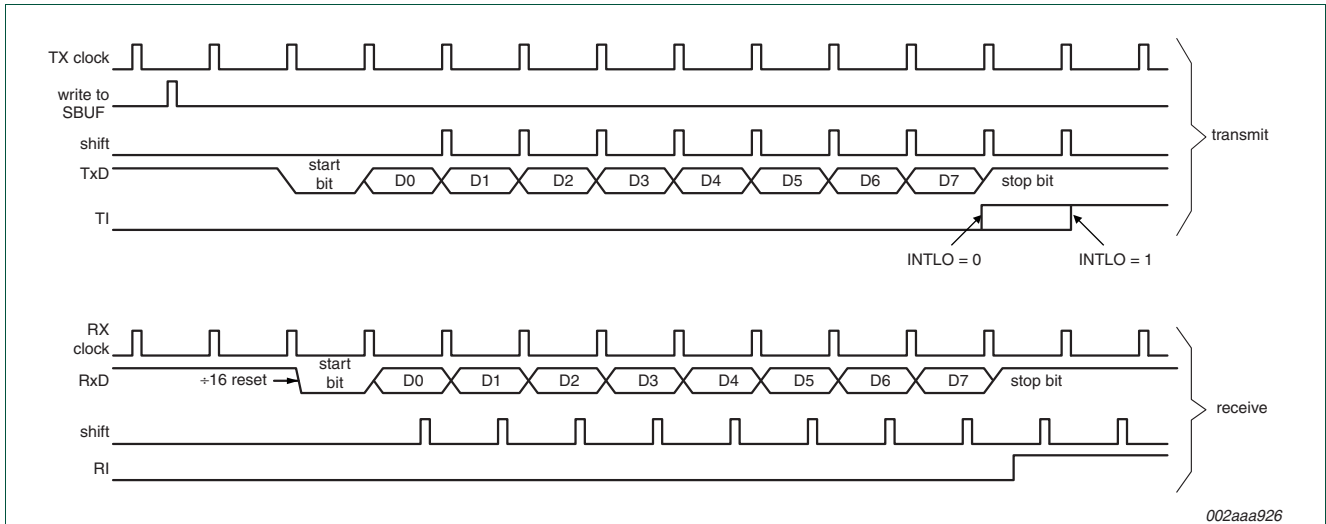 TX clock
write to
SBUF
shift
TxD
start
bit
D0 D1 D2 D3 D4 D5 D6 D7 stop bit
TI
INTLO = 0 INTLO = 1
transmit
RX
clock
RxD
÷16 reset
start
bit
D0 D1 D2 D3 D4 D5 D6 D7 stop bit
shift
RI
receive
002aaa926